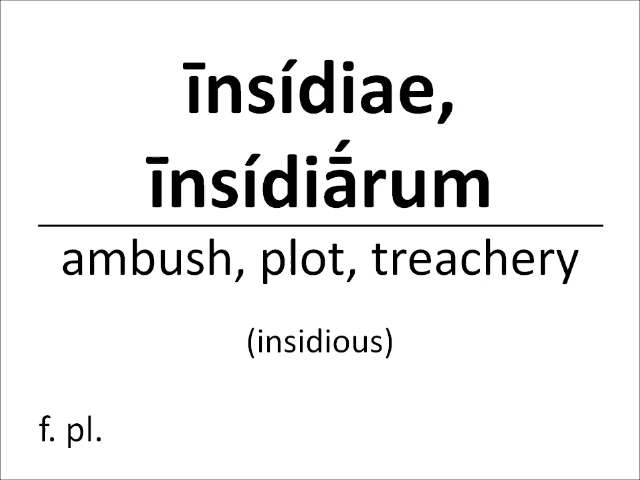 īnsídiae,
īnsídiā́rum
ambush, plot, treachery
(insidious)
f. pl.